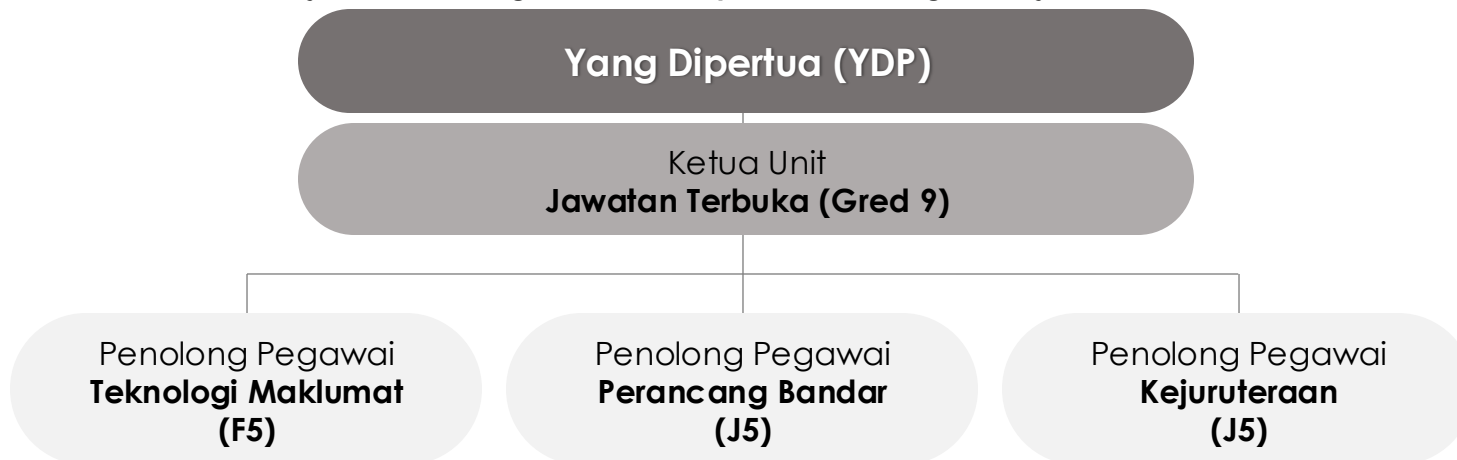 Yang Dipertua (YDP)
Ketua Unit
Jawatan Terbuka (Gred 9)
Penolong Pegawai
Teknologi Maklumat
(F5)
Penolong Pegawai
Perancang Bandar
(J5)
Penolong Pegawai
Kejuruteraan
(J5)